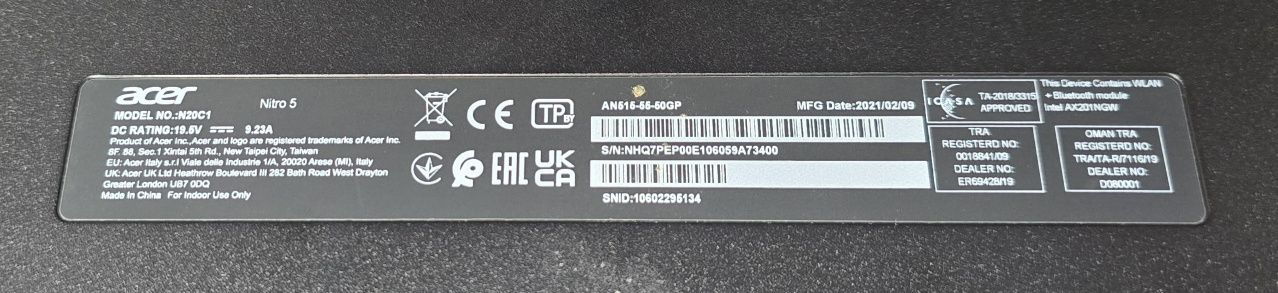 acer
Nitro 5
MODEL NO.:N20C1
DC RATING:19.5V 9.23A
Product of Acer Inc.,Acer and logo are registered trademarks of Acer Inc.
8F, 88, Sec.1 Xintai 5th Rd., New Taipei City, Taiwan
EU: Acer Italy s.r.l Viale delle Industrie 1/A, 20020 Arese (MI), Italy
UK: Acer UK Ltd Heathrow Boulevard III 282 Bath Road West Drayton
Greater London UB7 0DQ
Made In China For Indoor Use Only
CE
TP BY
EAC
UK
CA
AN515-55-50GP
MFG Date:2021/02/09
S/N:NHQ7PEP00E106059A73400
SNID:10602295134
ICASA
TA-2018/3315
APPROVED
This Device Contains WLAN
+ Bluetooth module
Intel AX201NGW
TRA
REGISTERD NO:
0018841/09
DEALER NO:
ER69428/19
OMAN TRA
REGISTERD NO:
TRA/TA-R/7116/19
DEALER NO:
D080001